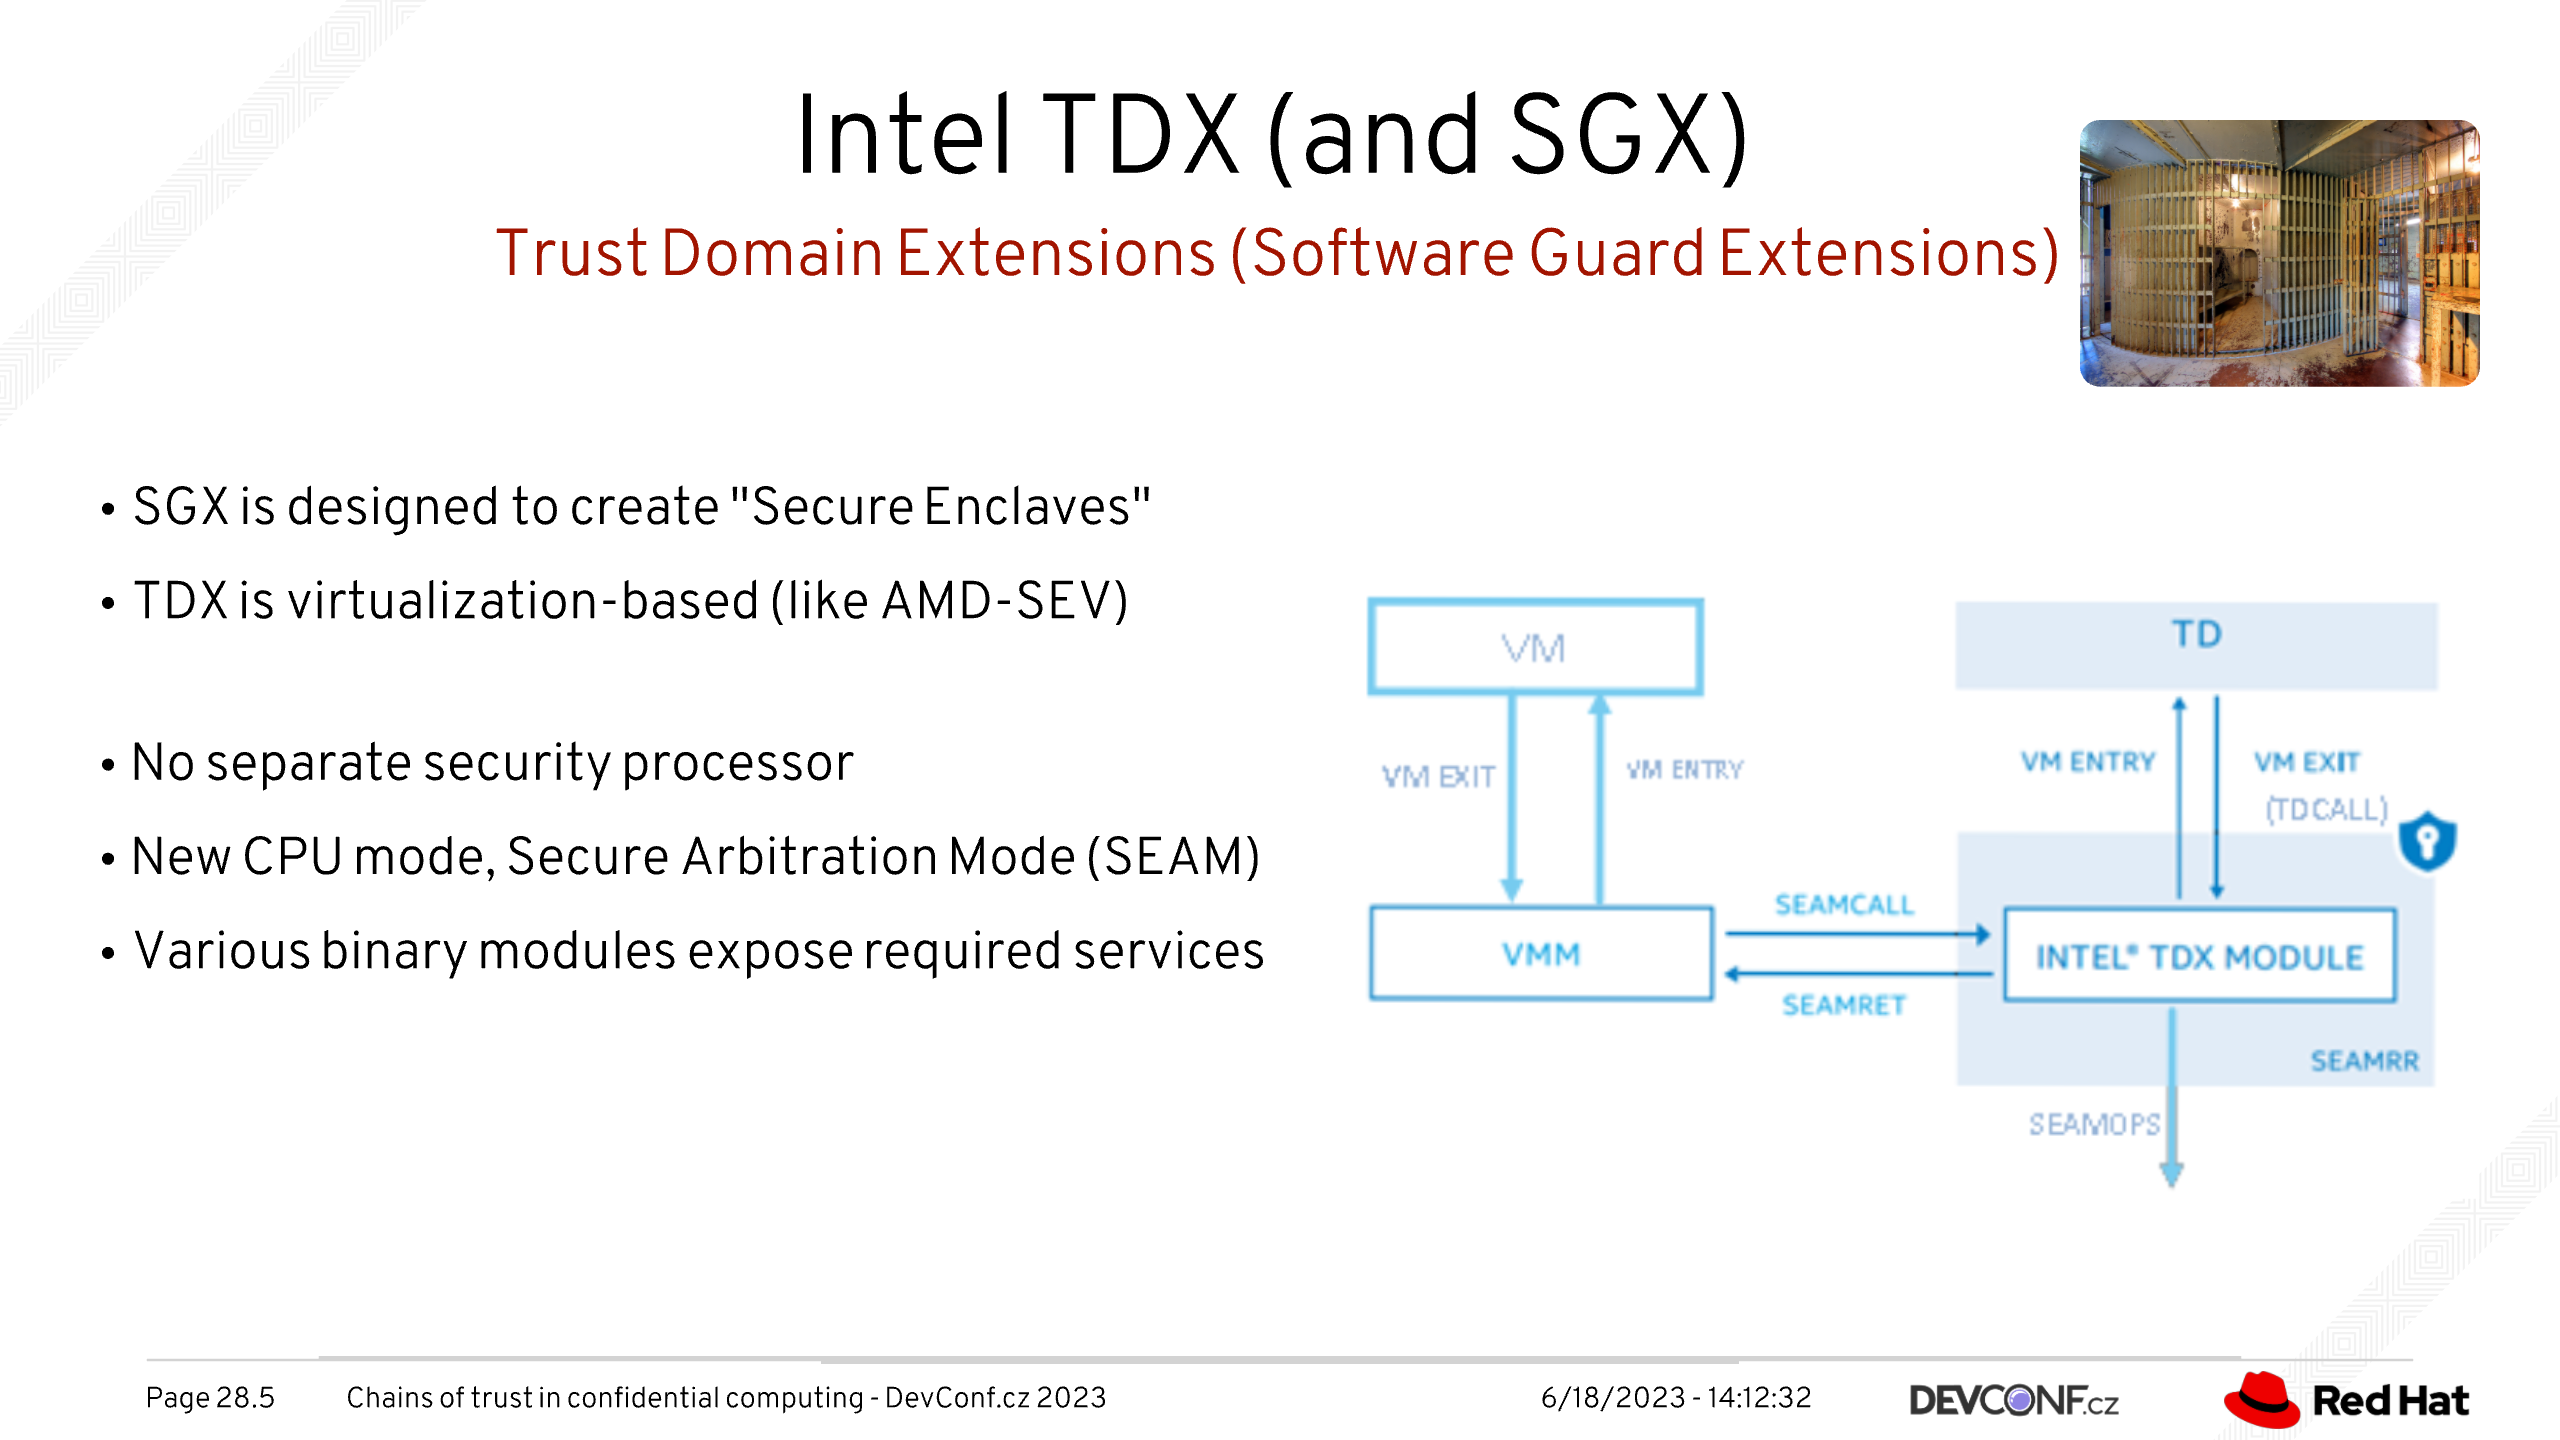 Intel TDX (and SGX)
Trust Domain Extensions (Software Guard Extensions)
• SGX is designed to create "Secure Enclaves"
• TDX is virtualization-based (like AMD-SEV)
• No separate security processor
• New CPU mode, Secure Arbitration Mode (SEAM)
• Various binary modules expose required services
VM
TD
VM EXIT
VM ENTRY
VM ENTRY
VM EXIT
(TDCALL)
SEAMCALL
VMM
INTEL® TDX MODULE
SEAMRET
SEAMRR
SEAMOPS
Page 28.5
Chains of trust in confidential computing - DevConf.cz 2023
6/18/2023 - 14:12:32
DEVCONF.cz
Red Hat